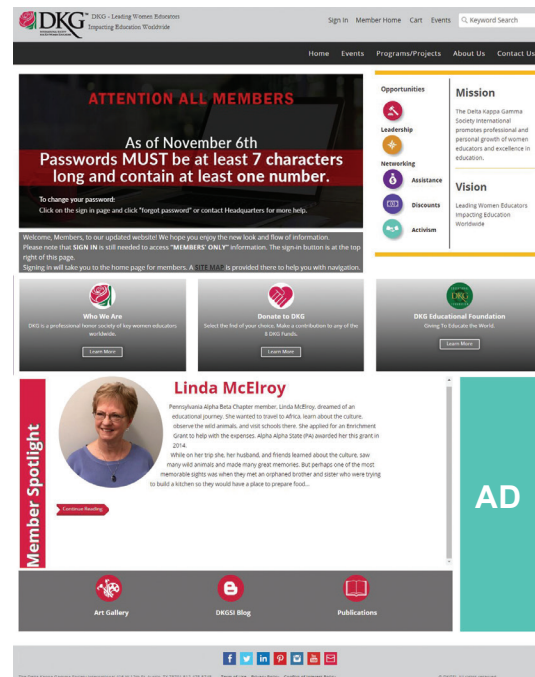 DKG
DKG - Leading Women Educators
Impacting Education Worldwide
Sign In Member Home Cart Events Keyword Search
Home Events Programs/Projects About Us Contact Us
ATTENTION ALL MEMBERS
As of November 6th
Passwords MUST be at least 7 characters
long and contain at least one number.
To change your password:
Click on the sign in page and click "forgot password" or contact Headquarters for more help.
Opportunities
Leadership
Networking
Assistance
Discounts
Activism
Mission
The Delta Kappa Gamma
Society International
promotes professional and
personal growth of women
educators and excellence in
education.
Vision
Leading Women Educators
Impacting Education
Worldwide
Welcome, Members, to our updated website! We hope you enjoy the new look and flow of information.
Please note that SIGN IN is still needed to access "MEMBERS' ONLY" information. The sign-in button is at the top
right of this page.
Signing in will take you to the home page for members. A SITE MAP is provided there to help you with navigation.
Who We Are
DKG is a professional honor society of key women educators
worldwide.
Learn More
Donate to DKG
Select the find of your choice. Make a contribution to any of the
8 DKG Funds.
Learn More
DKG
DKG Educational Foundation
Giving To Educate the World.
Learn More
Member Spotlight
Linda McElroy
Pennsylvania Alpha Beta Chapter member, Linda McElroy, dreamed of an
educational journey. She wanted to travel to Africa, learn about the culture,
observe the wild animals, and visit schools there. She applied for an Enrichment
Grant to help with the expenses. Alpha Alpha State (PA) awarded her this grant in
2014.
While on her trip she, her husband, and friends learned about the culture, saw
many wild animals and made many great memories. But perhaps one of the most
memorable sights was when they met an orphaned brother and sister who were trying
to build a kitchen so they would have a place to prepare food...
Continue Reading
AD
Art Gallery
DKGSI Blog
Publications